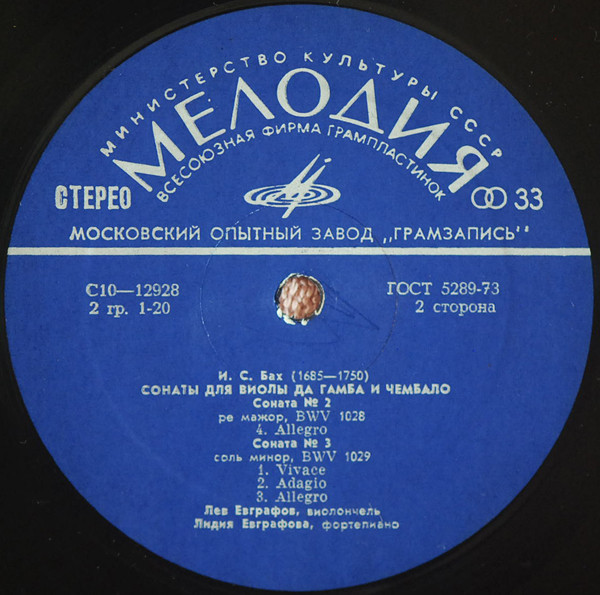 МИНИСТЕРСТВО КУЛЬТУРЫ СССР
МЕЛОДИЯ
ВСЕСОЮЗНАЯ ФИРМА ГРАМПЛАСТИНОК
СТЕРЕО
33
МОСКОВСКИЙ ОПЫТНЫЙ ЗАВОД „ГРАМЗАПИСЬ"
С10—12928
2 гр. 1-20
ГОСТ 5289-73
2 сторона
И. С. Бах (1685—1750)
СОНАТЫ ДЛЯ ВИОЛЫ ДА ГАМБА И ЧЕМБАЛО
Соната № 2
ре мажор, BWV 1028
4. Allegro
Соната № 3
соль минор, BWV 1029
1. Vivace
2. Adagio
3. Allegro
Лев Евграфов, виолончель
Лидия Евграфова, фортепиано